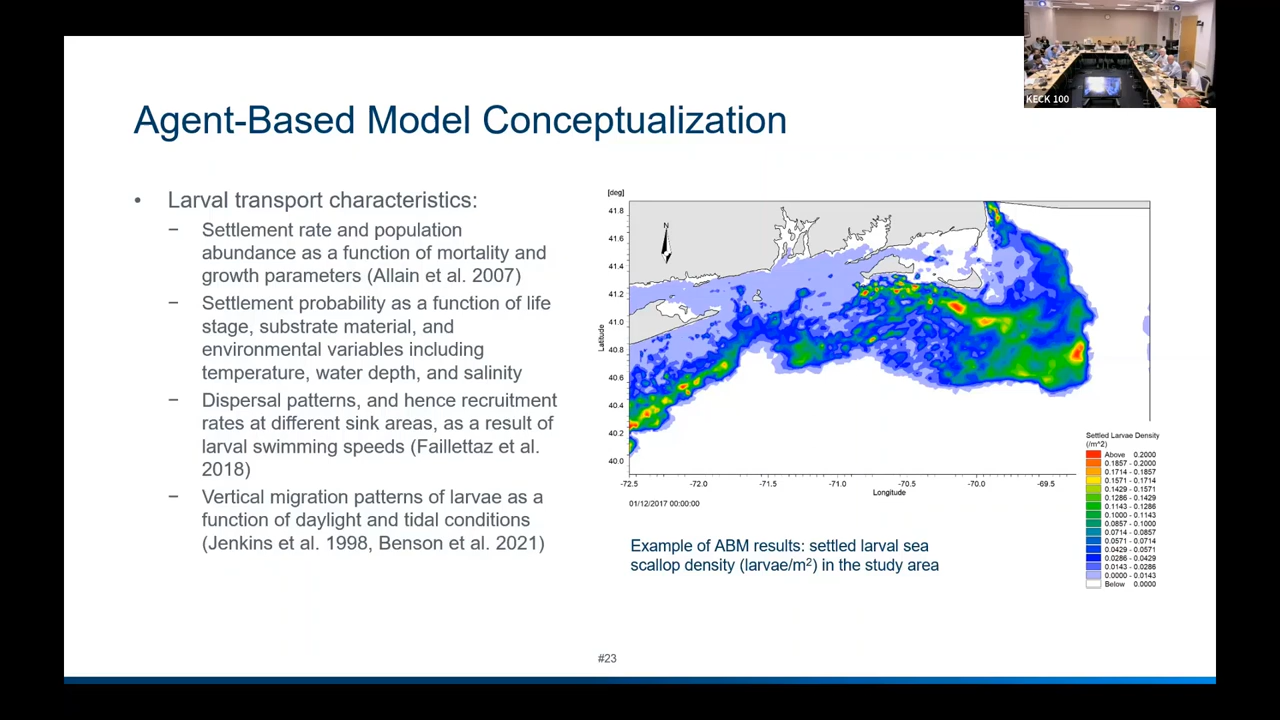 KECK 100
Agent-Based Model Conceptualization
• Larval transport characteristics:
− Settlement rate and population
abundance as a function of mortality and
growth parameters (Allain et al. 2007)
− Settlement probability as a function of life
stage, substrate material, and
environmental variables including
temperature, water depth, and salinity
− Dispersal patterns, and hence recruitment
rates at different sink areas, as a result of
larval swimming speeds (Faillettaz et al.
2018)
− Vertical migration patterns of larvae as a
function of daylight and tidal conditions
(Jenkins et al. 1998, Benson et al. 2021)
[deg]
41.8
41.6
41.4
41.2
41.0
40.8
40.6
40.4
40.2
40.0
Latitude
N
-72.5 -72.0 -71.5 -71.0 -70.5 -70.0 -69.5
Longitude
01/12/2017 00:00:00
Settled Larvae Density
(/m^2)
Above 0.2000
0.1857 - 0.2000
0.1714 - 0.1857
0.1571 - 0.1714
0.1429 - 0.1571
0.1286 - 0.1429
0.1143 - 0.1286
0.1000 - 0.1143
0.0857 - 0.1000
0.0714 - 0.0857
0.0571 - 0.0714
0.0429 - 0.0571
0.0286 - 0.0429
0.0143 - 0.0286
0.0000 - 0.0143
Below 0.0000
Example of ABM results: settled larval sea
scallop density (larvae/m²) in the study area
#23